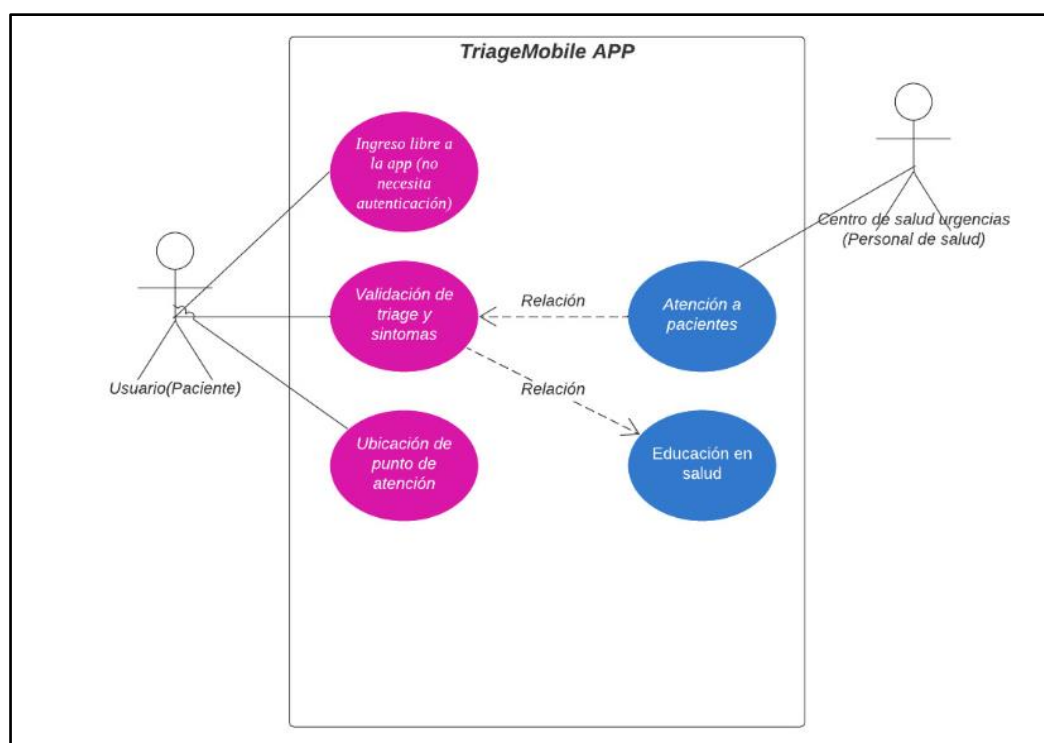 TriageMobile APP
Ingreso libre a
la app (no
necesita
autenticación)
Centro de salud urgencias
(Personal de salud)
Validación de
triage y
sintomas
Relación
Atención a
pacientes
Usuario(Paciente)
Relación
Ubicación de
punto de
atención
Educación en
salud